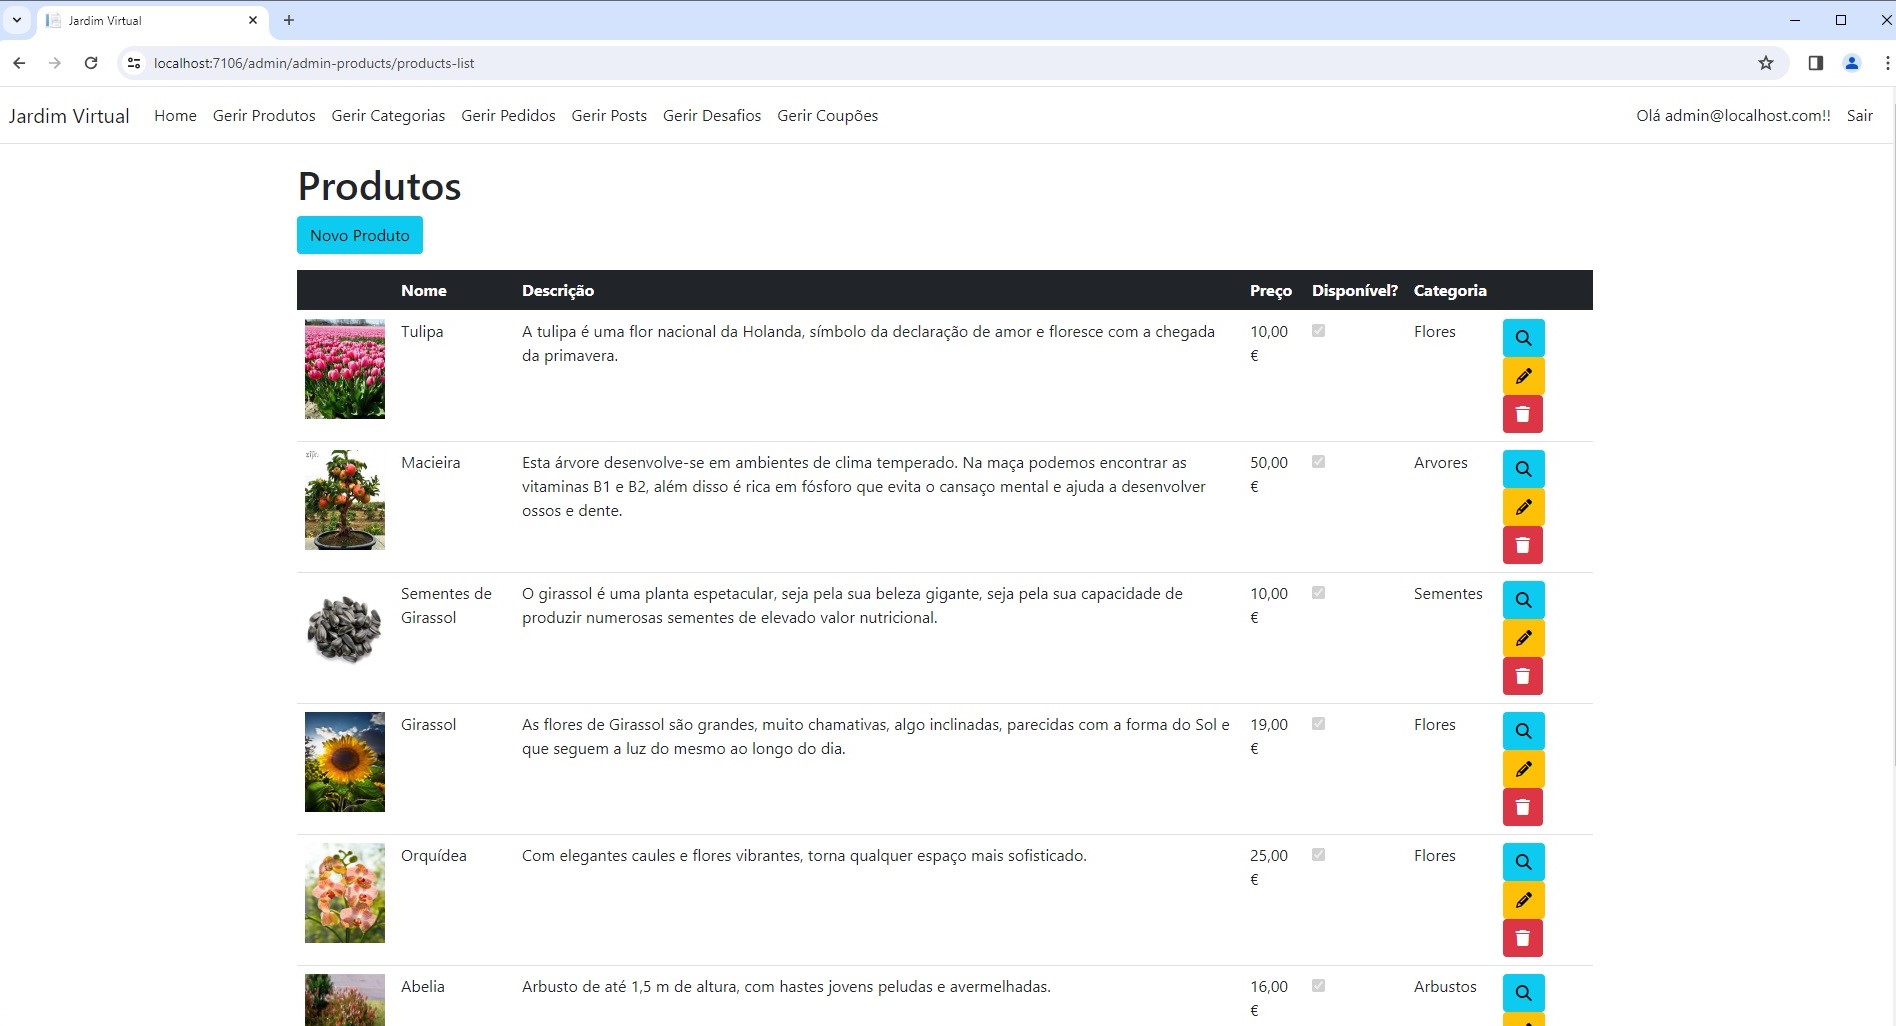 Jardim Virtual
localhost:7106/admin/admin-products/products-list
Jardim Virtual Home Gerir Produtos Gerir Categorias Gerir Pedidos Gerir Posts Gerir Desafios Gerir Coupões Olá admin@localhost.com!! Sair
Produtos
Novo Produto
Nome Descrição Preço Disponível? Categoria
Tulipa A tulipa é uma flor nacional da Holanda, símbolo da declaração de amor e floresce com a chegada 10,00 Flores
da primavera. €
Macieira Esta árvore desenvolve-se em ambientes de clima temperado. Na maça podemos encontrar as 50,00 Arvores
vitaminas B1 e B2, além disso é rica em fósforo que evita o cansaço mental e ajuda a desenvolver €
ossos e dente.
Sementes de O girassol é uma planta espetacular, seja pela sua beleza gigante, seja pela sua capacidade de 10,00 Sementes
Girassol produzir numerosas sementes de elevado valor nutricional. €
Girassol As flores de Girassol são grandes, muito chamativas, algo inclinadas, parecidas com a forma do Sol e 19,00 Flores
que seguem a luz do mesmo ao longo do dia. €
Orquídea Com elegantes caules e flores vibrantes, torna qualquer espaço mais sofisticado. 25,00 Flores
€
Abelia Arbusto de até 1,5 m de altura, com hastes jovens peludas e avermelhadas. 16,00 Arbustos
€